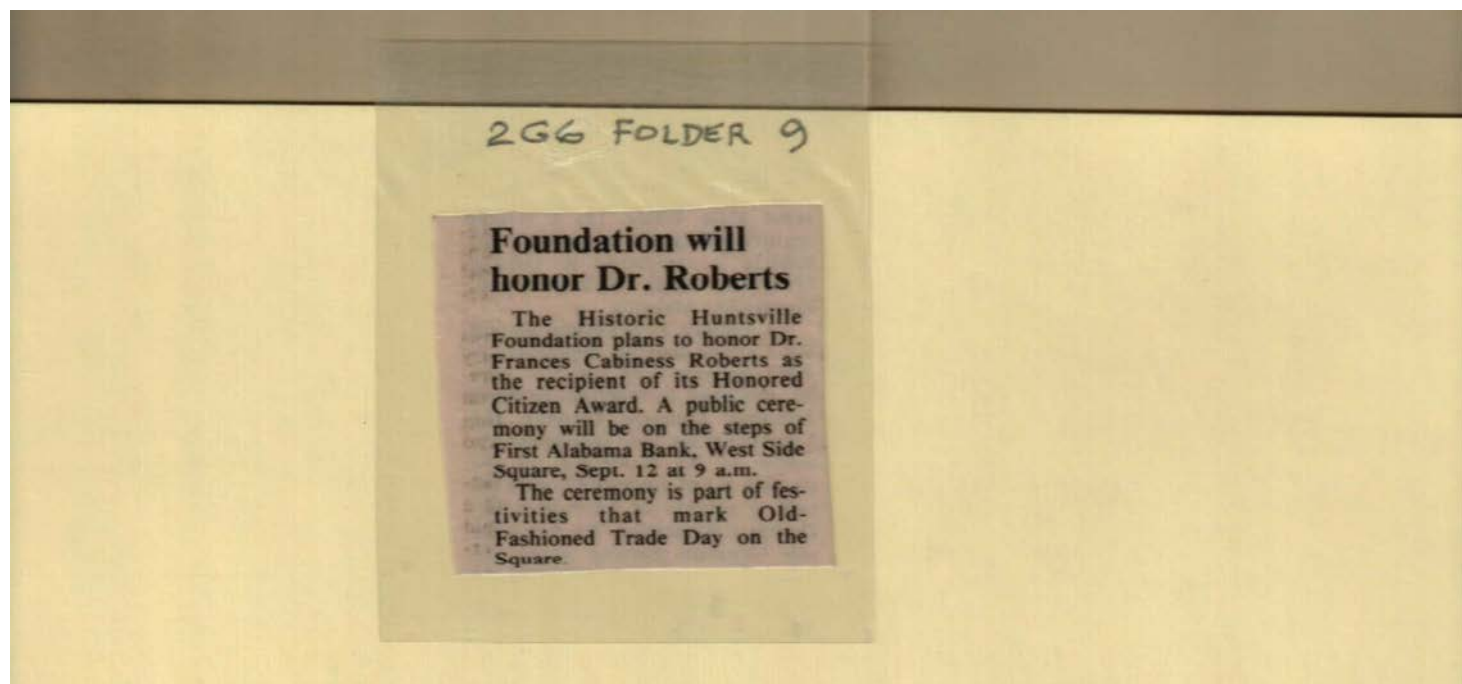 2G6 FOLDER 9
Foundation will
honor Dr. Roberts
The Historic Huntsville
Foundation plans to honor Dr.
Frances Cabiness Roberts as
the recipient of its Honored
Citizen Award. A public cere-
mony will be on the steps of
First Alabama Bank, West Side
Square, Sept. 12 at 9 a.m.
The ceremony is part of fes-
tivities that mark Old-
Fashioned Trade Day on the
Square.